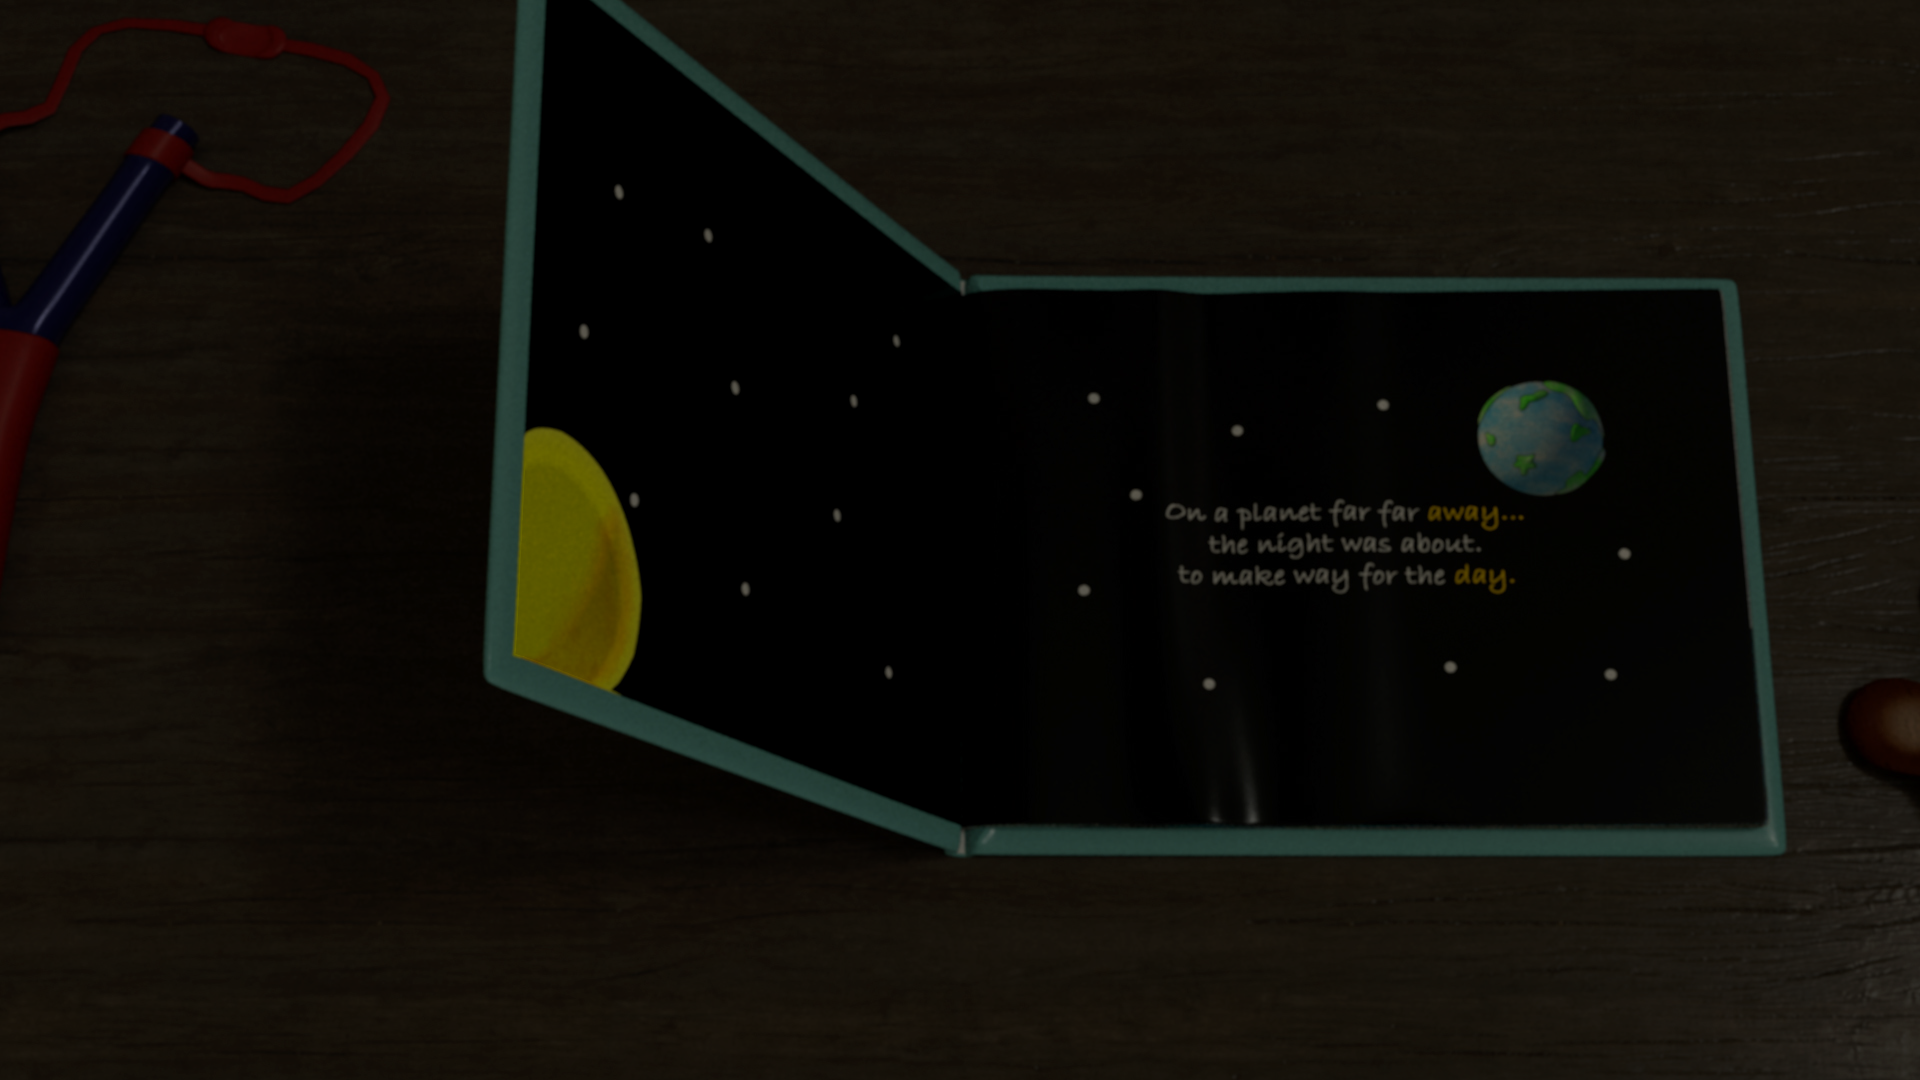 On a planet far far away...
the night was about.
to make way for the day.